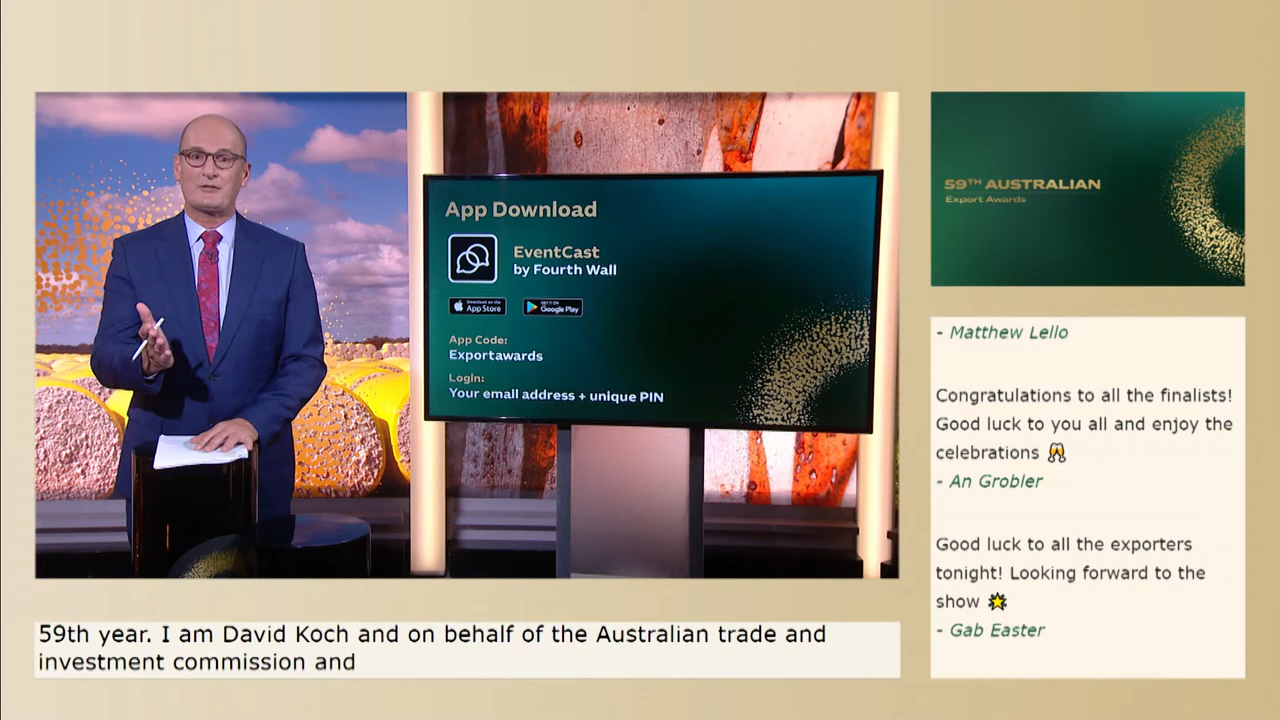 App Download
EventCast
by Fourth Wall
Download on the
App Store
GET IT ON
Google Play
App Code:
Exportawards
Login:
Your email address + unique PIN
59TH AUSTRALIAN
Export Awards
- Matthew Lello
Congratulations to all the finalists!
Good luck to you all and enjoy the
celebrations 🥂
- An Grobler
Good luck to all the exporters
tonight! Looking forward to the
show 🌟
- Gab Easter
59th year. I am David Koch and on behalf of the Australian trade and
investment commission and